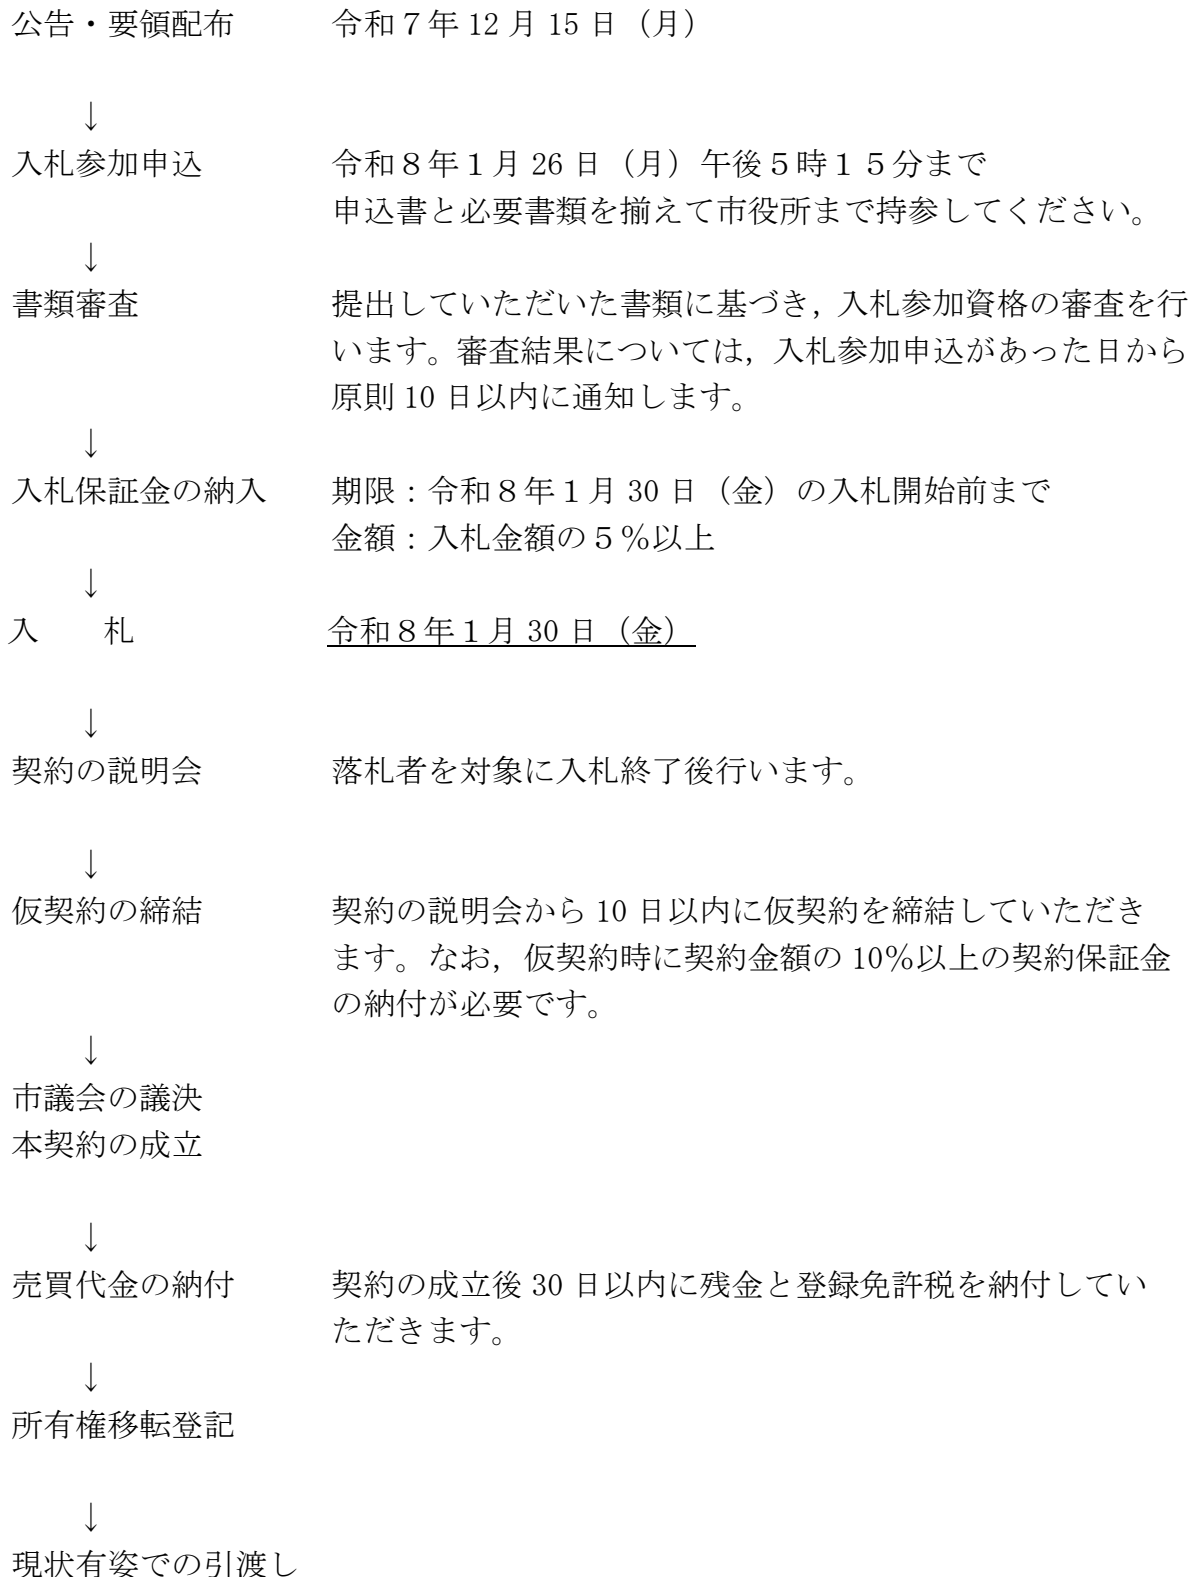 公告・要領配布　　　令和７年 12 月 15 日（月）
↓
入札参加申込　　　　令和８年１月 26 日（月）午後５時１５分まで
申込書と必要書類を揃えて市役所まで持参してください。
↓
書類審査　　　　　　提出していただいた書類に基づき，入札参加資格の審査を行
います。審査結果については，入札参加申込があった日から
原則 10 日以内に通知します。
↓
入札保証金の納入　　期限：令和８年１月 30 日（金）の入札開始前まで
金額：入札金額の５％以上
↓
入　　札　　　　　　令和８年１月 30 日（金）
↓
契約の説明会　　　　落札者を対象に入札終了後行います。
↓
仮契約の締結　　　　契約の説明会から 10 日以内に仮契約を締結していただき
ます。なお，仮契約時に契約金額の 10％以上の契約保証金
の納付が必要です。
↓
市議会の議決
本契約の成立
↓
売買代金の納付　　　契約の成立後 30 日以内に残金と登録免許税を納付してい
ただきます。
↓
所有権移転登記
↓
現状有姿での引渡し